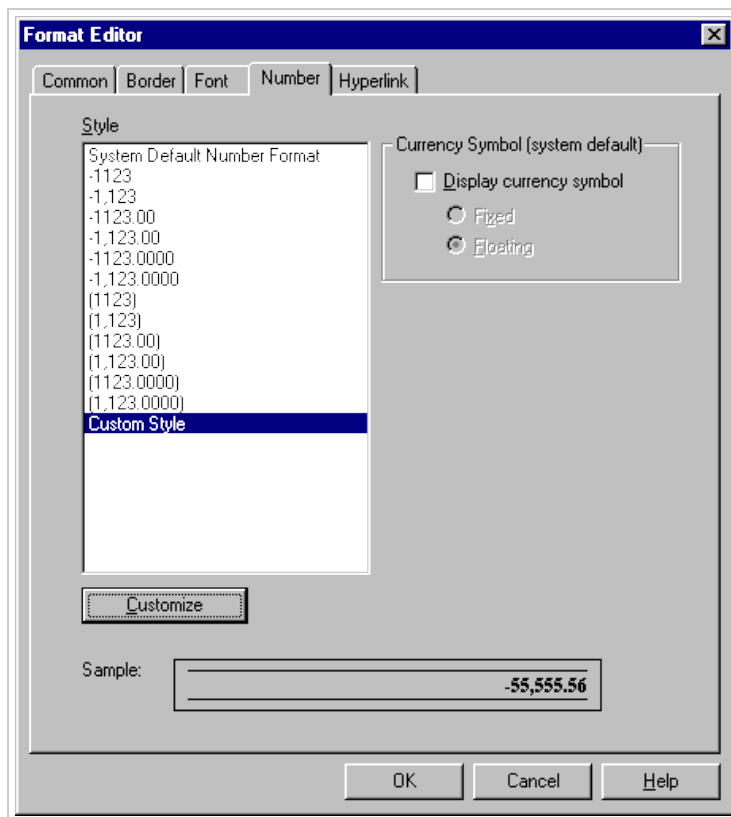 Format Editor
Common Border Font Number Hyperlink
Style
System Default Number Format
-1123
-1,123
-1123.00
-1,123.00
-1123.0000
-1,123.0000
(1123)
(1,123)
(1123.00)
(1,123.00)
(1123.0000)
(1,123.0000)
Custom Style
Currency Symbol (system default)
Display currency symbol
Fixed
Floating
Customize
Sample:
-55,555.56
OK Cancel Help